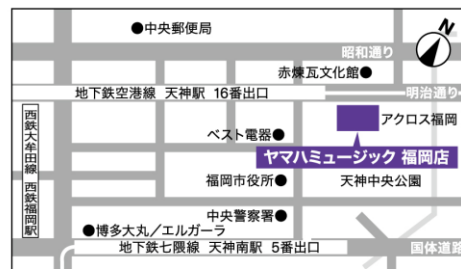 ●中央郵便局
N
昭和通り
赤煉瓦文化館●
地下鉄空港線 天神駅 16番出口
明治通り
アクロス福岡
ベスト電器●
ヤマハミュージック 福岡店
西鉄大牟田線 西鉄福岡駅
福岡市役所●
天神中央公園
中央警察署●
●博多大丸/エルガーラ
地下鉄七隈線 天神南駅 5番出口
国体道路